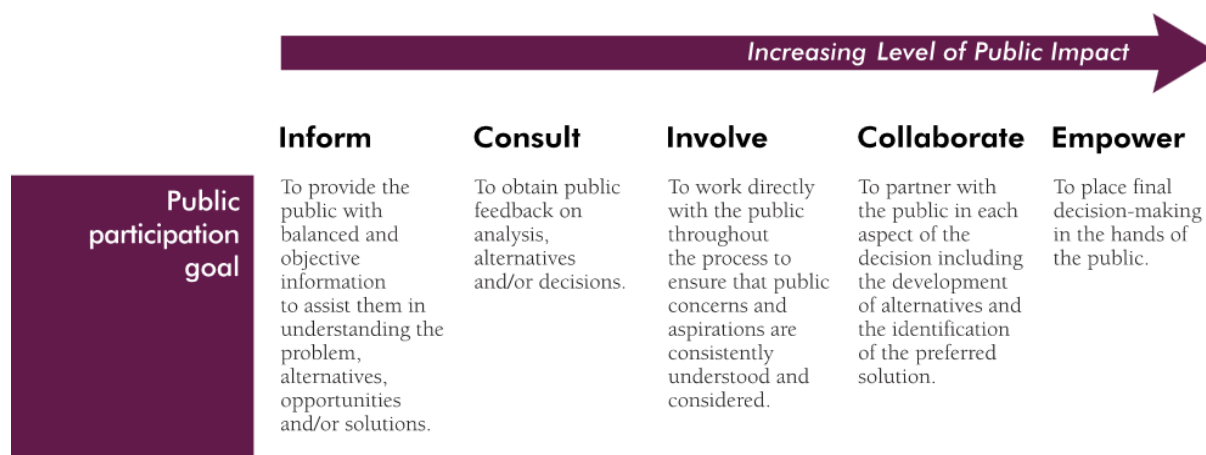 Increasing Level of Public Impact
Inform
Consult
Involve
Collaborate
Empower
Public
participation
goal
To provide the
public with
balanced and
objective
information
to assist them in
understanding the
problem,
alternatives,
opportunities
and/or solutions.
To obtain public
feedback on
analysis,
alternatives
and/or decisions.
To work directly
with the public
throughout
the process to
ensure that public
concerns and
aspirations are
consistently
understood and
considered.
To partner with
the public in each
aspect of the
decision including
the development
of alternatives and
the identification
of the preferred
solution.
To place final
decision-making
in the hands of
the public.